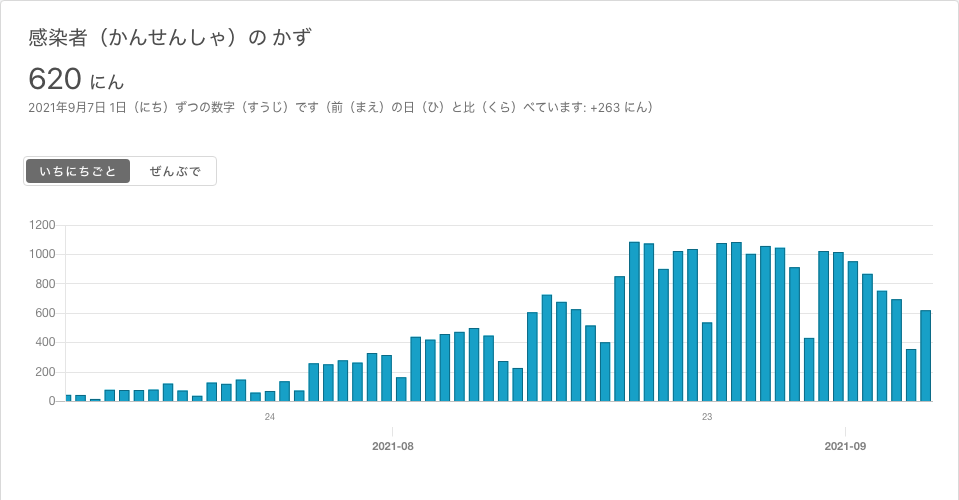 感染者（かんせんしゃ）の かず
620 にん
2021年9月7日 1日（にち）ずつの数字（すうじ）です（前（まえ）の日（ひ）と比（くら）べています: +263 にん）
いちにちごと ぜんぶで
1200
1000
800
600
400
200
0
24 23
2021-08 2021-09